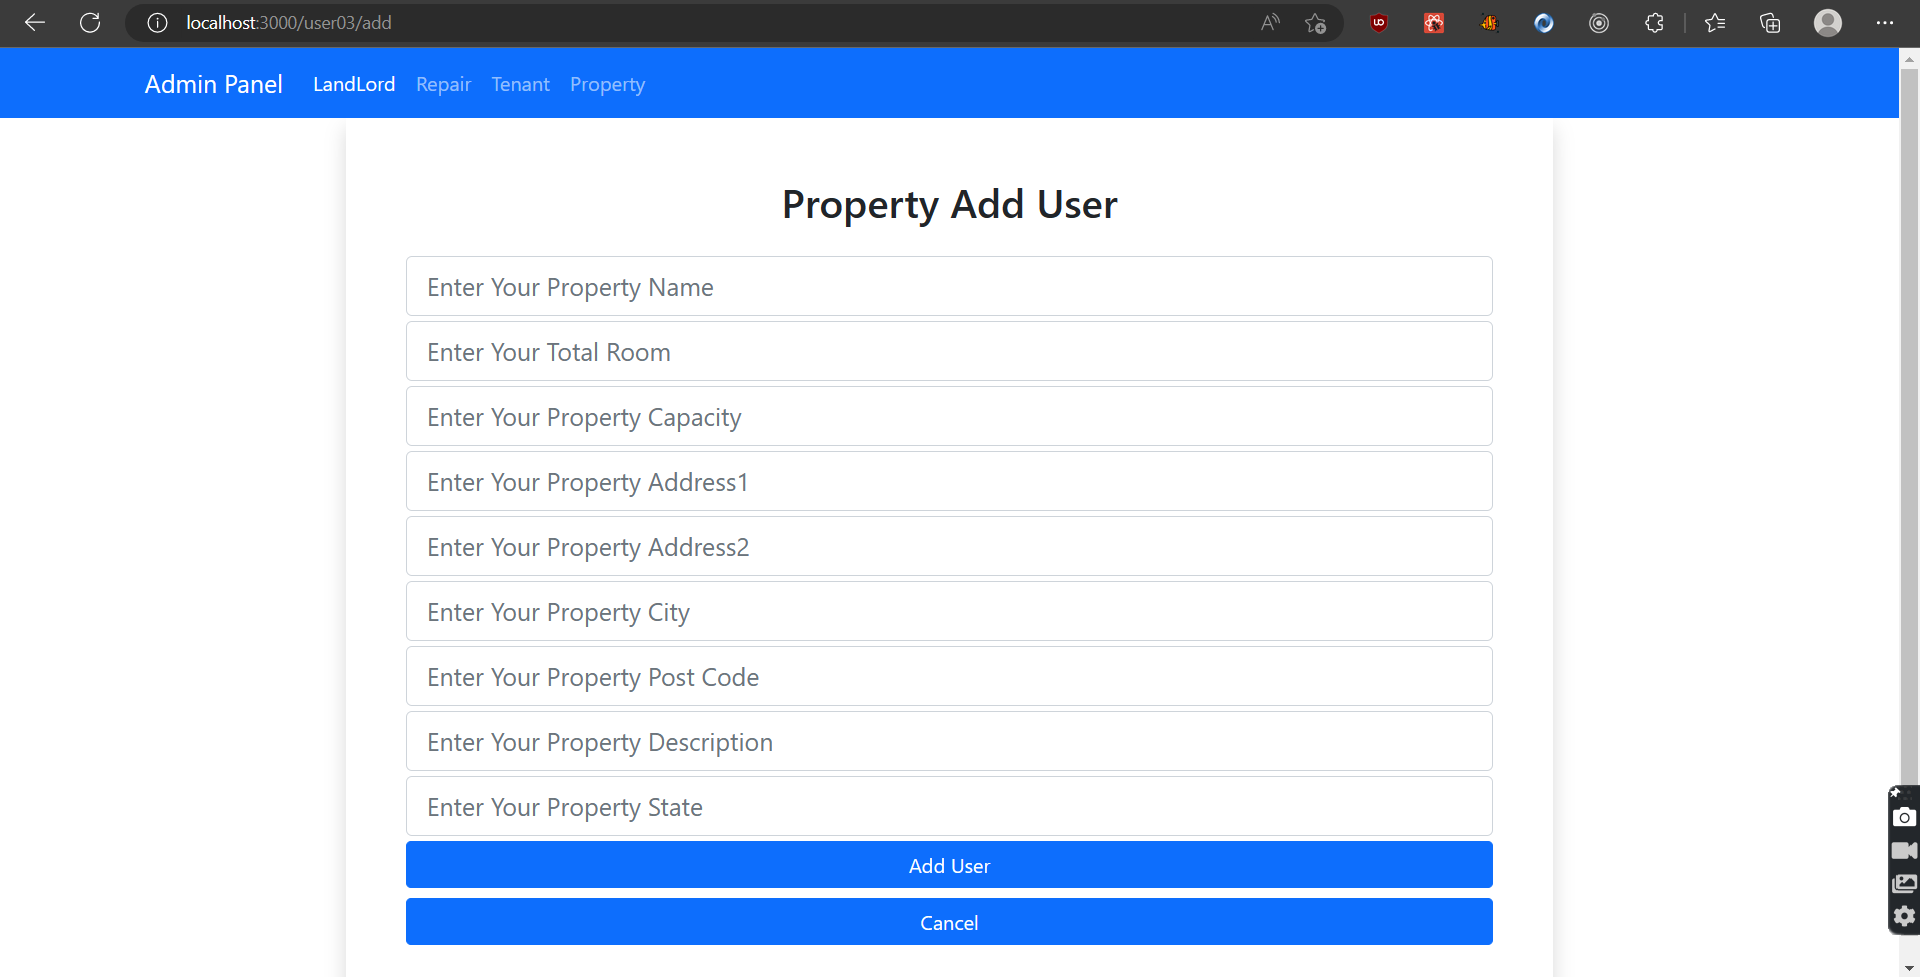 localhost:3000/user03/add
Admin Panel LandLord Repair Tenant Property
Property Add User
Enter Your Property Name
Enter Your Total Room
Enter Your Property Capacity
Enter Your Property Address1
Enter Your Property Address2
Enter Your Property City
Enter Your Property Post Code
Enter Your Property Description
Enter Your Property State
Add User
Cancel